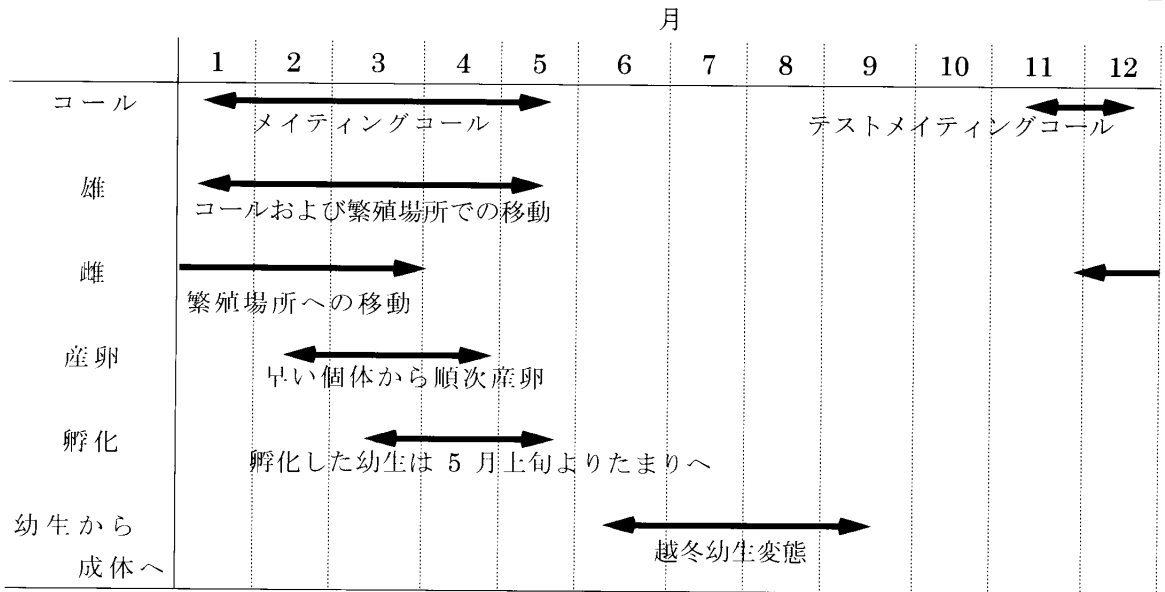 月
1 2 3 4 5 6 7 8 9 10 11 12
コール
メイティングコール
テストメイティングコール
雄
コールおよび繁殖場所での移動
雌
繁殖場所への移動
産卵
早い個体から順次産卵
孵化
孵化した幼生は 5 月上旬よりたまりへ
幼生から
成体へ
越冬幼生変態